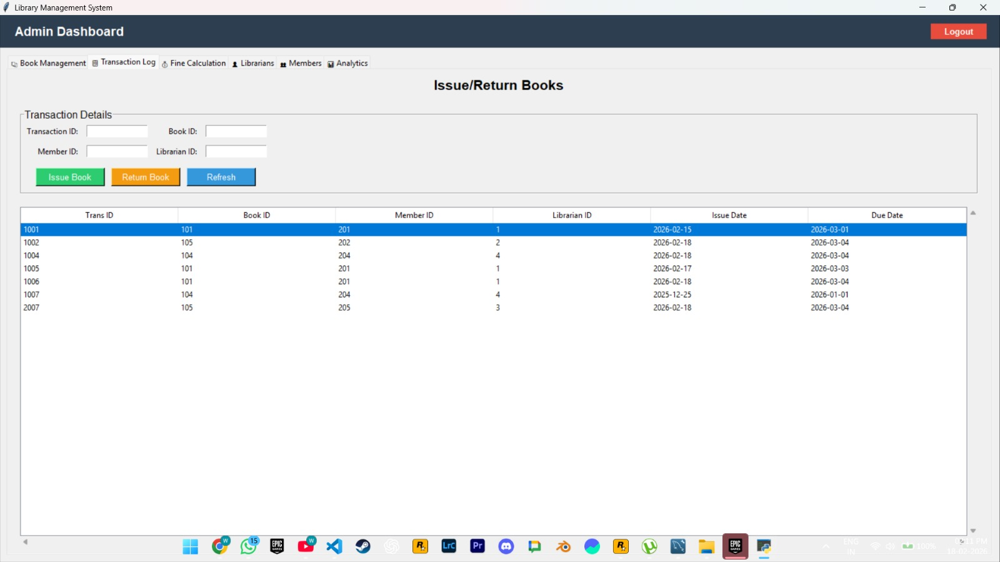 Library Management System
Admin Dashboard
Logout
Book Management Transaction Log Fine Calculation Librarians Members Analytics
Issue/Return Books
Transaction Details
Transaction ID: Book ID:
Member ID: Librarian ID:
Issue Book Return Book Refresh
Trans ID Book ID Member ID Librarian ID Issue Date Due Date
1001 101 201 1 2026-02-15 2026-03-01
1002 105 202 2 2026-02-18 2026-03-04
1004 104 204 4 2026-02-18 2026-03-04
1005 101 201 1 2026-02-17 2026-03-03
1006 101 201 1 2026-02-18 2026-03-04
1007 104 204 4 2025-12-25 2026-01-01
2007 105 205 3 2026-02-18 2026-03-04
W 15 EPIC GAMES W R LrC Pr R EPIC GAMES ENG 100% PM
IN 18-02-2026